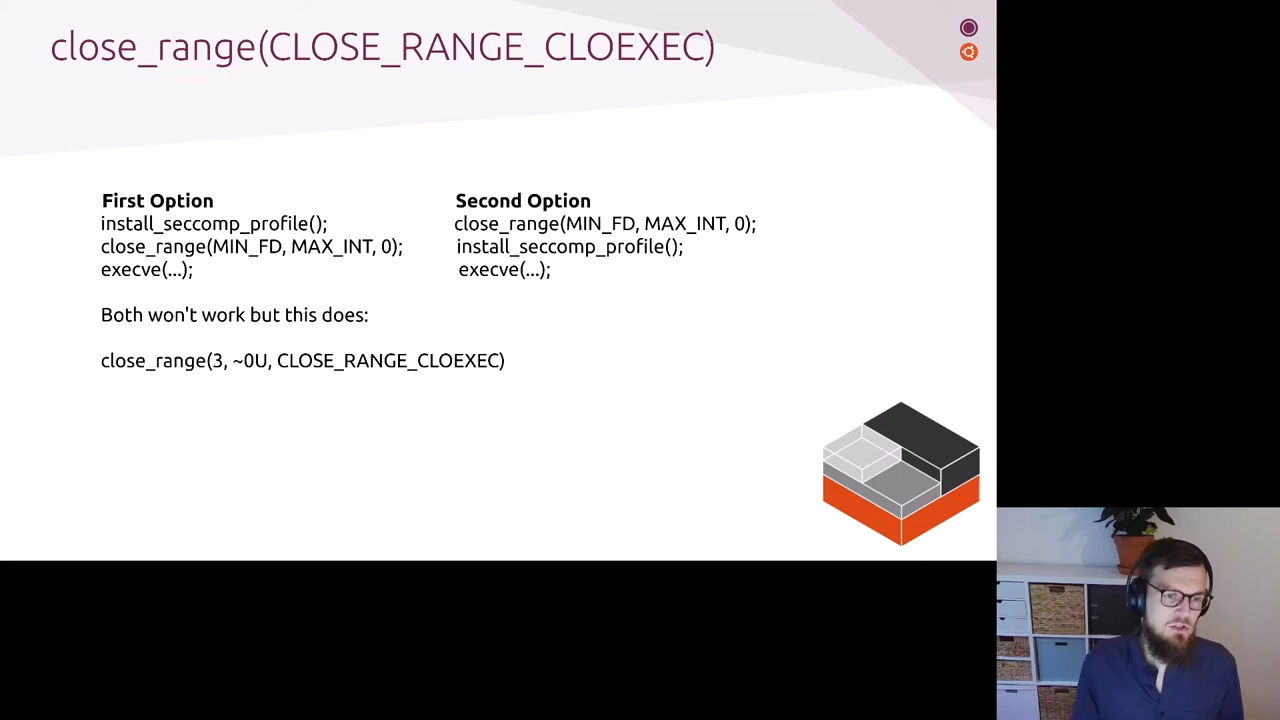 close_range(CLOSE_RANGE_CLOEXEC)
First Option
install_seccomp_profile();
close_range(MIN_FD, MAX_INT, 0);
execve(...);
Second Option
close_range(MIN_FD, MAX_INT, 0);
install_seccomp_profile();
execve(...);
Both won't work but this does:
close_range(3, ~0U, CLOSE_RANGE_CLOEXEC)